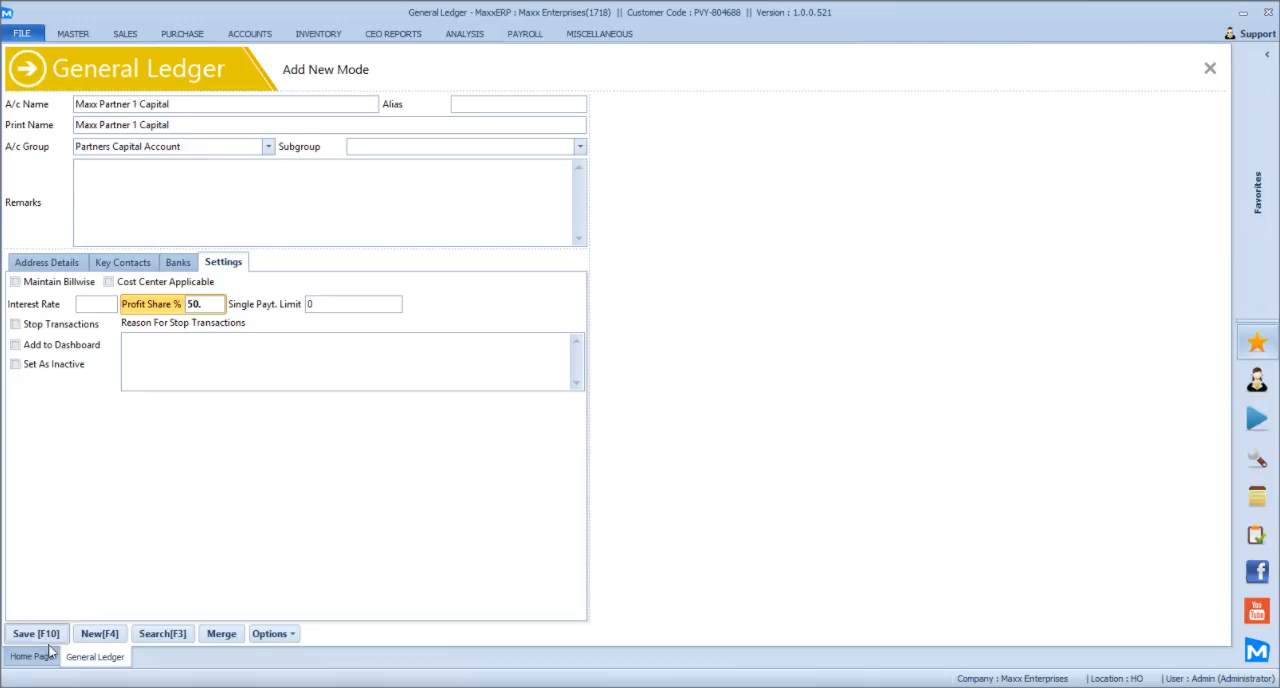 General Ledger - MaxxERP : Maxx Enterprises(1718) || Customer Code : PVY-804688 || Version : 1.0.0.521
FILE MASTER SALES PURCHASE ACCOUNTS INVENTORY CEO REPORTS ANALYSIS PAYROLL MISCELLANEOUS Support
General Ledger Add New Mode
A/c Name Maxx Partner 1 Capital Alias
Print Name Maxx Partner 1 Capital
A/c Group Partners Capital Account Subgroup
Remarks
Favorites
Address Details Key Contacts Banks Settings
Maintain Billwise Cost Center Applicable
Interest Rate Profit Share % 50. Single Payt. Limit 0
Stop Transactions Reason For Stop Transactions
Add to Dashboard
Set As Inactive
You
Tube
Save [F10] New[F4] Search[F3] Merge Options
Home Page General Ledger
Company : Maxx Enterprises | Location : HO | User : Admin (Administrator)